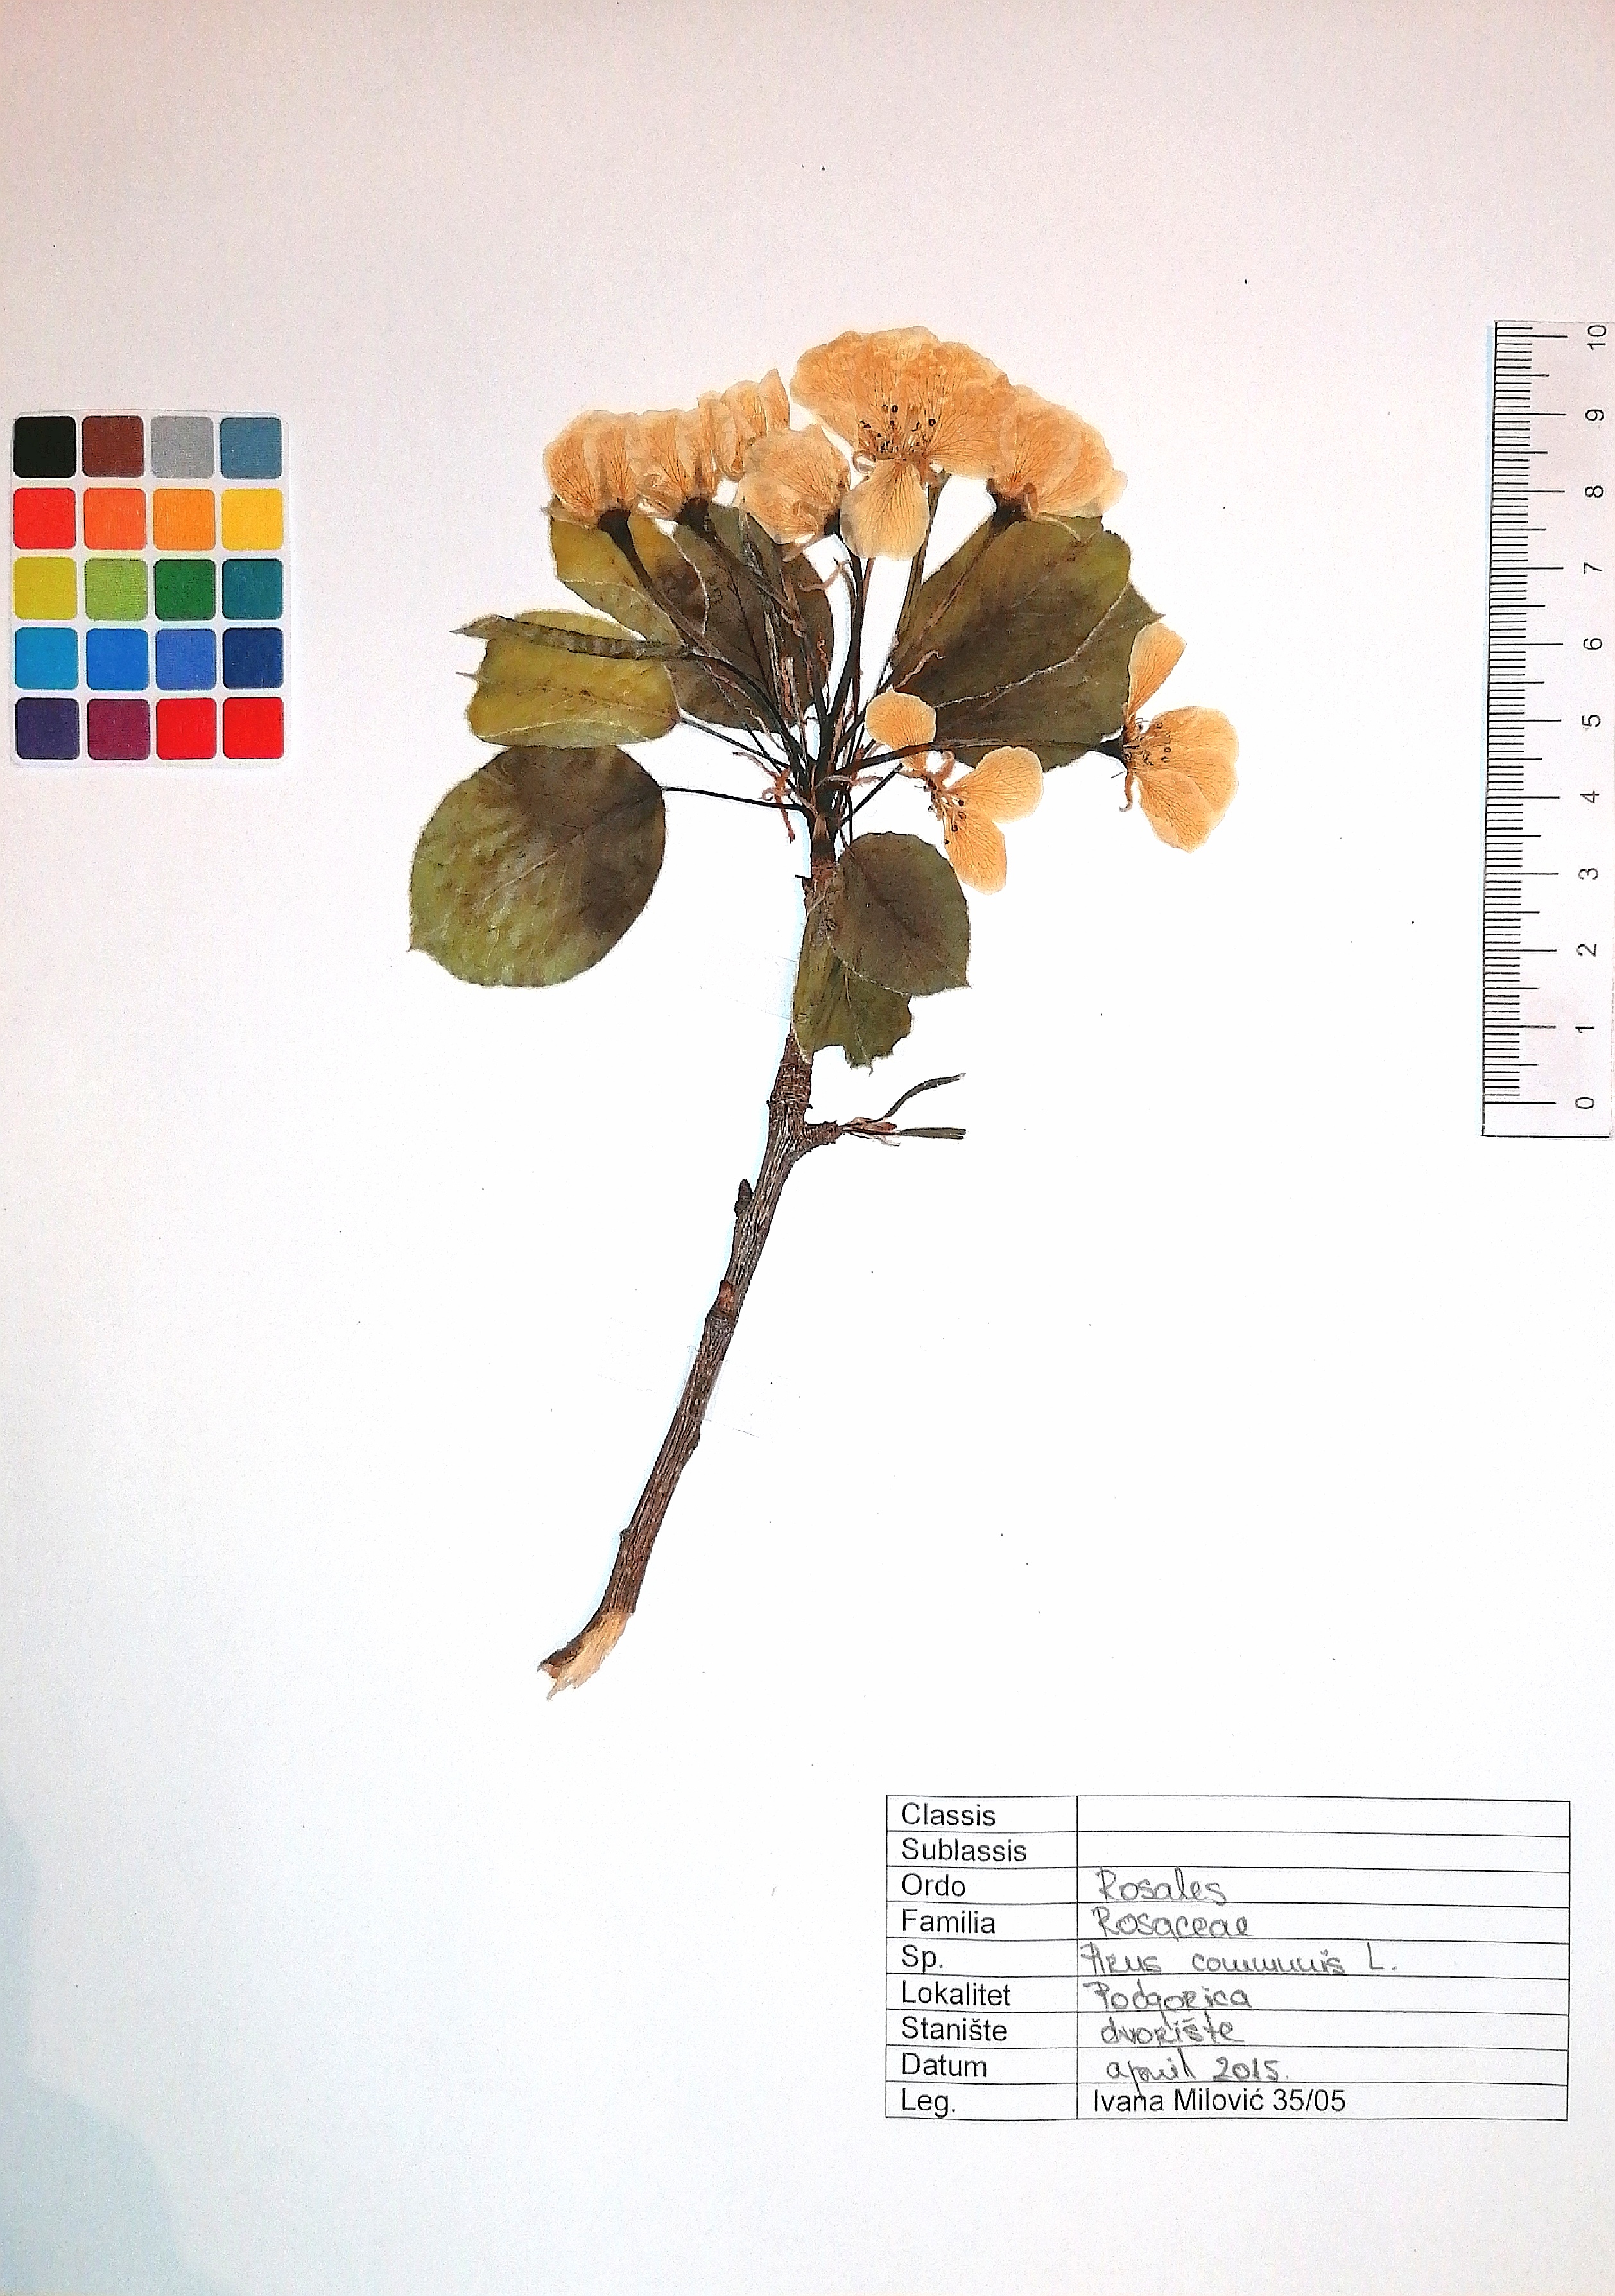 10
9
8
7
6
5
4
3
2
1
0
Classis
Sublassis
Ordo Rosales
Familia Rosaceae
Sp. Pirus communis L.
Lokalitet Podgorica
Stanište dvorište
Datum april 2015.
Leg. Ivana Milović 35/05